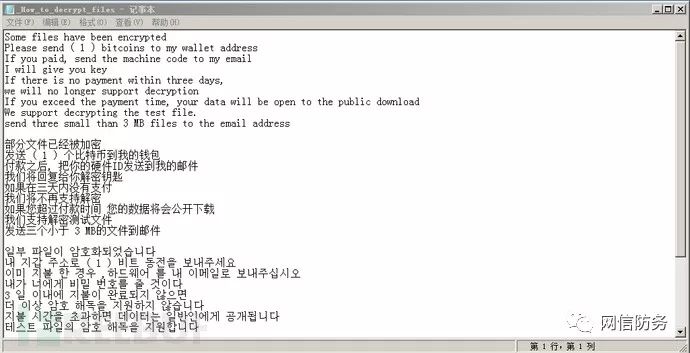 _How_to_decrypt_files - 记事本
文件(F) 编辑(E) 格式(O) 查看(V) 帮助(H)
Some files have been encrypted
Please send ( 1 ) bitcoins to my wallet address
If you paid, send the machine code to my email
I will give you key
If there is no payment within three days,
we will no longer support decryption
If you exceed the payment time, your data will be open to the public download
We support decrypting the test file.
send three small than 3 MB files to the email address
部分文件已经被加密
发送 ( 1 ) 个比特币到我的钱包
付款之后, 把你的硬件ID发送到我的邮件
我们将回复给你解密钥匙
如果在三天内没有支付
我们将不再支持解密
如果您超过付款时间 您的数据将会公开下载
我们支持解密测试文件
发送三个小于 3 MB的文件到邮件
일부 파일이 암호화되었습니다
내 지갑 주소로 ( 1 ) 비트 동전을 보내주세요
이미 지불 한 경우 ,하드웨어 를 내 이메일로 보내주십시오
내가 너에게 비밀 번호를 줄 것이다
3 일 이내에 지불이 완료되지 않으면
더 이상 암호 해독을 지원하지 않습니다
지불 시간을 초과하면 데이터는 일반인에게 공개됩니다
테스트 파일의 암호 해독을 지원합니다
网信防务
第 1 行, 第 1 列